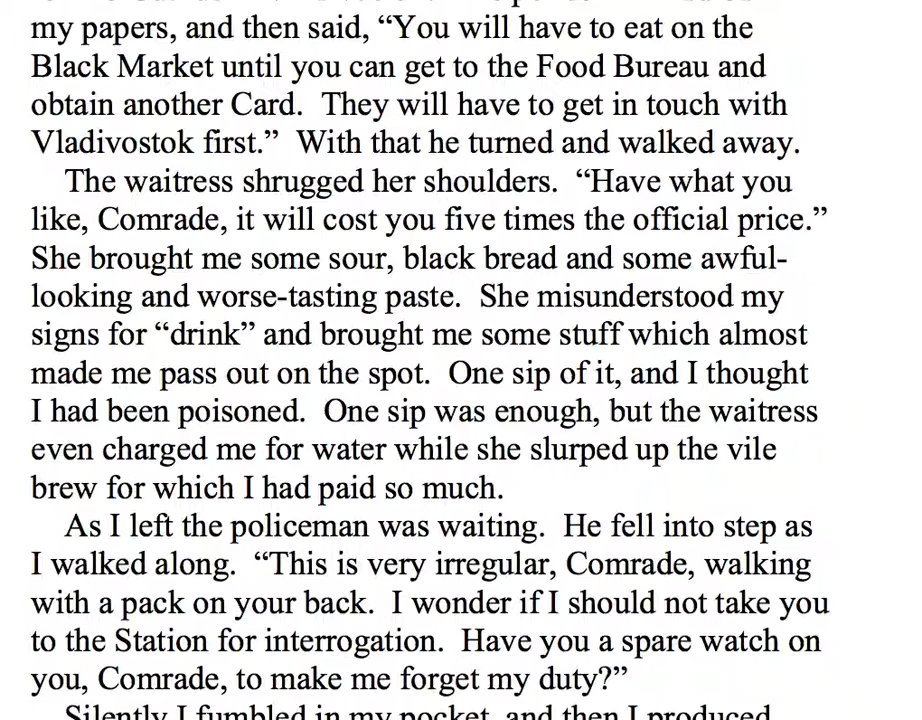 my papers, and then said, “You will have to eat on the
Black Market until you can get to the Food Bureau and
obtain another Card.  They will have to get in touch with
Vladivostok first.”  With that he turned and walked away.
The waitress shrugged her shoulders.  “Have what you
like, Comrade, it will cost you five times the official price.”
She brought me some sour, black bread and some awful-
looking and worse-tasting paste.  She misunderstood my
signs for “drink” and brought me some stuff which almost
made me pass out on the spot.  One sip of it, and I thought
I had been poisoned.  One sip was enough, but the waitress
even charged me for water while she slurped up the vile
brew for which I had paid so much.
As I left the policeman was waiting.  He fell into step as
I walked along.  “This is very irregular, Comrade, walking
with a pack on your back.  I wonder if I should not take you
to the Station for interrogation.  Have you a spare watch on
you, Comrade, to make me forget my duty?”
Silently I fumbled in my pocket, and then I produced